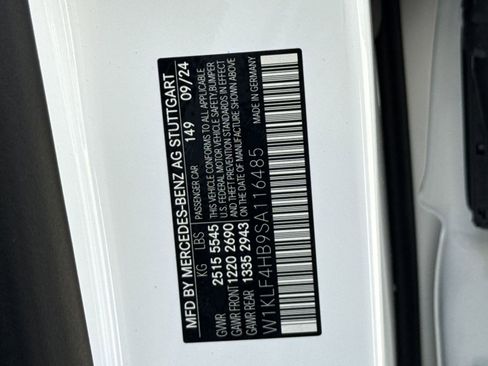 MFD BY MERCEDES-BENZ AG STUTTGART
PASSENGER CAR 149 09/24
KG LBS THIS VEHICLE CONFORMS TO ALL APPLICABLE
GVWR 2515 5545 U.S. FEDERAL MOTOR VEHICLE SAFETY, BUMPER
GAWR FRONT 1220 2690 AND THEFT PREVENTION STANDARDS IN EFFECT
GAWR REAR 1335 2943 ON THE DATE OF MANUFACTURE SHOWN ABOVE
W1KLF4HB9SA116485 MADE IN GERMANY